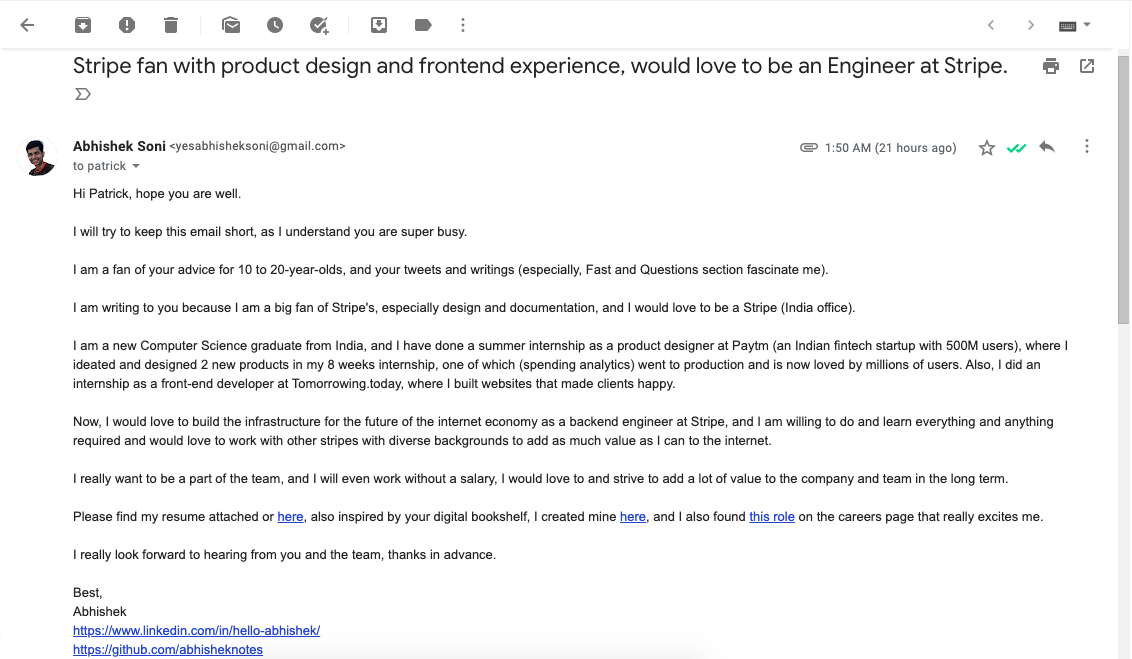 Stripe fan with product design and frontend experience, would love to be an Engineer at Stripe.
Abhishek Soni <yesabhisheksoni@gmail.com>
1:50 AM (21 hours ago)
to patrick
Hi Patrick, hope you are well.
I will try to keep this email short, as I understand you are super busy.
I am a fan of your advice for 10 to 20-year-olds, and your tweets and writings (especially, Fast and Questions section fascinate me).
I am writing to you because I am a big fan of Stripe's, especially design and documentation, and I would love to be a Stripe (India office).
I am a new Computer Science graduate from India, and I have done a summer internship as a product designer at Paytm (an Indian fintech startup with 500M users), where I
ideated and designed 2 new products in my 8 weeks internship, one of which (spending analytics) went to production and is now loved by millions of users. Also, I did an
internship as a front-end developer at Tomorrowing.today, where I built websites that made clients happy.
Now, I would love to build the infrastructure for the future of the internet economy as a backend engineer at Stripe, and I am willing to do and learn everything and anything
required and would love to work with other stripes with diverse backgrounds to add as much value as I can to the internet.
I really want to be a part of the team, and I will even work without a salary, I would love to and strive to add a lot of value to the company and team in the long term.
Please find my resume attached or here, also inspired by your digital bookshelf, I created mine here, and I also found this role on the careers page that really excites me.
I really look forward to hearing from you and the team, thanks in advance.
Best,
Abhishek
https://www.linkedin.com/in/hello-abhishek/
https://github.com/abhisheknotes